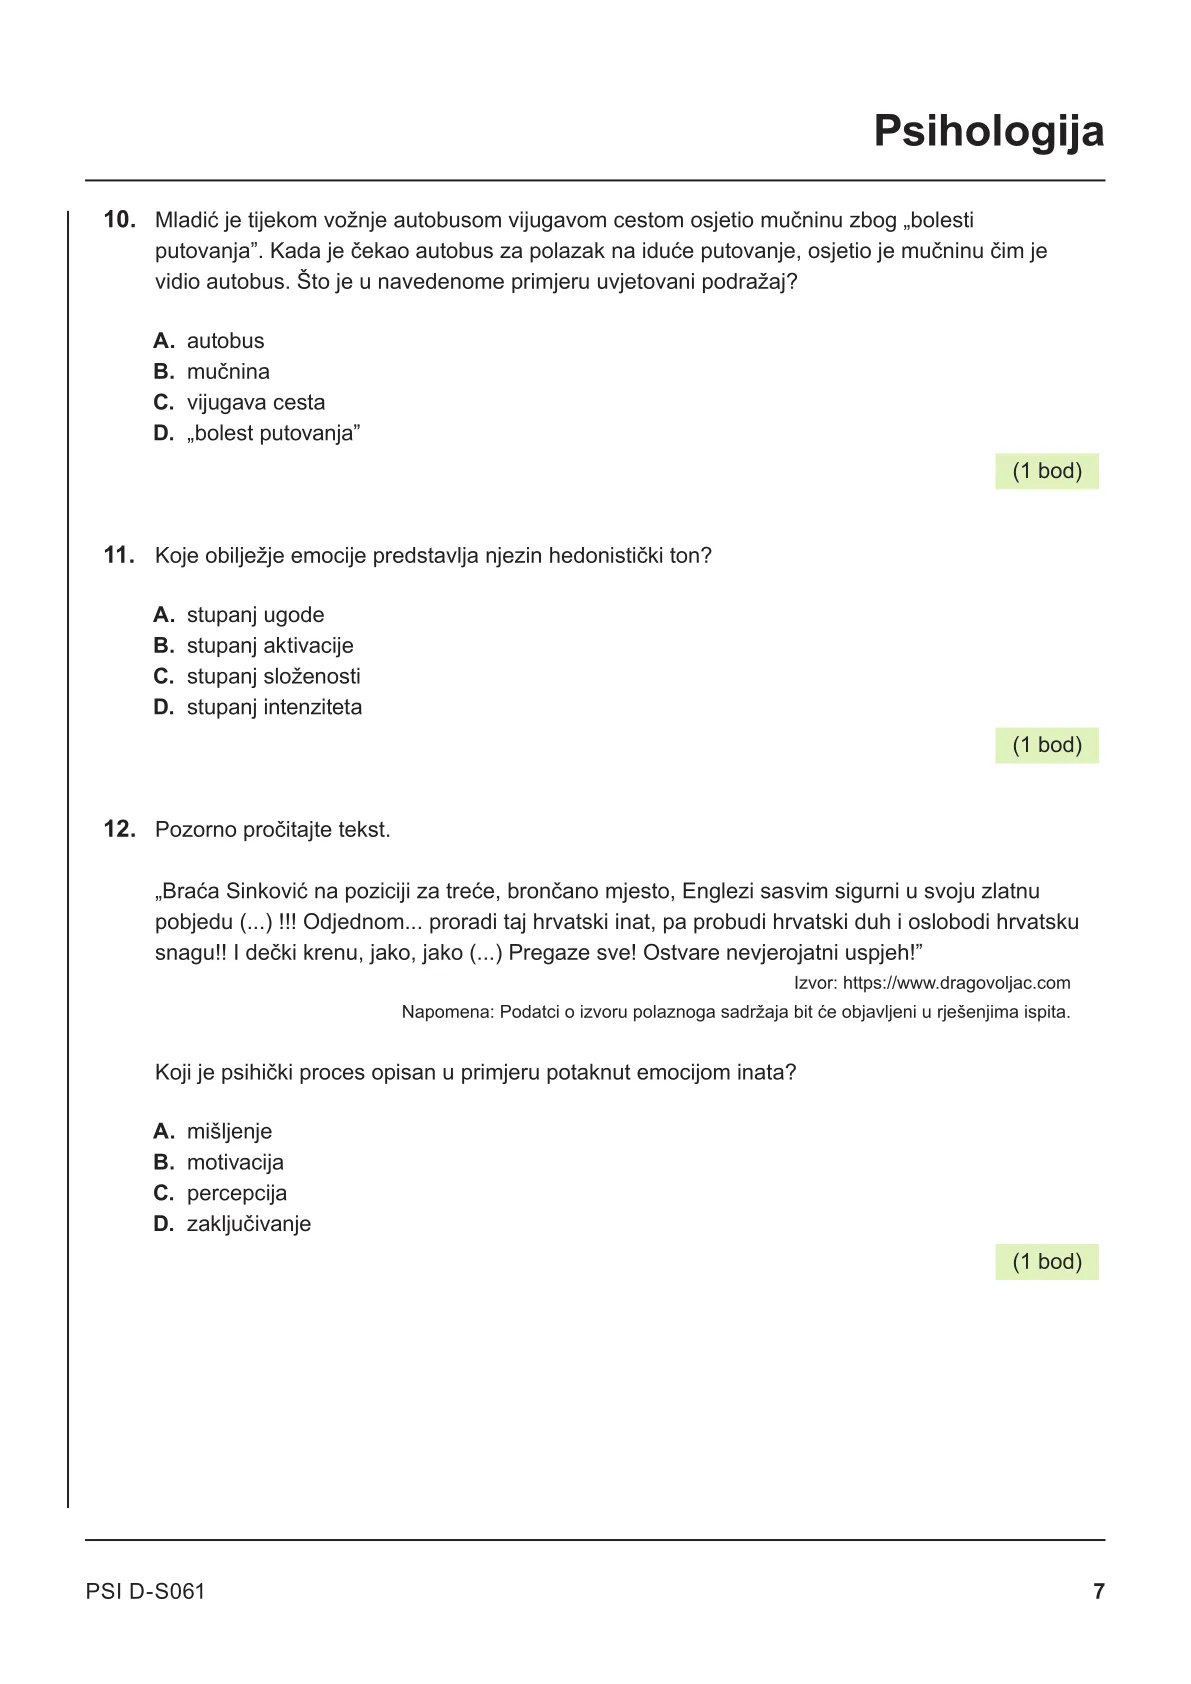 Psihologija
10. Mladić je tijekom vožnje autobusom vijugavom cestom osjetio mučninu zbog „bolesti
putovanja”. Kada je čekao autobus za polazak na iduće putovanje, osjetio je mučninu čim je
vidio autobus. Što je u navedenome primjeru uvjetovani podražaj?
A. autobus
B. mučnina
C. vijugava cesta
D. „bolest putovanja”
(1 bod)
11. Koje obilježje emocije predstavlja njezin hedonistički ton?
A. stupanj ugode
B. stupanj aktivacije
C. stupanj složenosti
D. stupanj intenziteta
(1 bod)
12. Pozorno pročitajte tekst.
„Braća Sinković na poziciji za treće, brončano mjesto, Englezi sasvim sigurni u svoju zlatnu
pobjedu (...) !!! Odjednom... proradi taj hrvatski inat, pa probudi hrvatski duh i oslobodi hrvatsku
snagu!! I dečki krenu, jako, jako (...) Pregaze sve! Ostvare nevjerojatni uspjeh!”
Izvor: https://www.dragovoljac.com
Napomena: Podatci o izvoru polaznoga sadržaja bit će objavljeni u rješenjima ispita.
Koji je psihički proces opisan u primjeru potaknut emocijom inata?
A. mišljenje
B. motivacija
C. percepcija
D. zaključivanje
(1 bod)
PSI D-S061
7